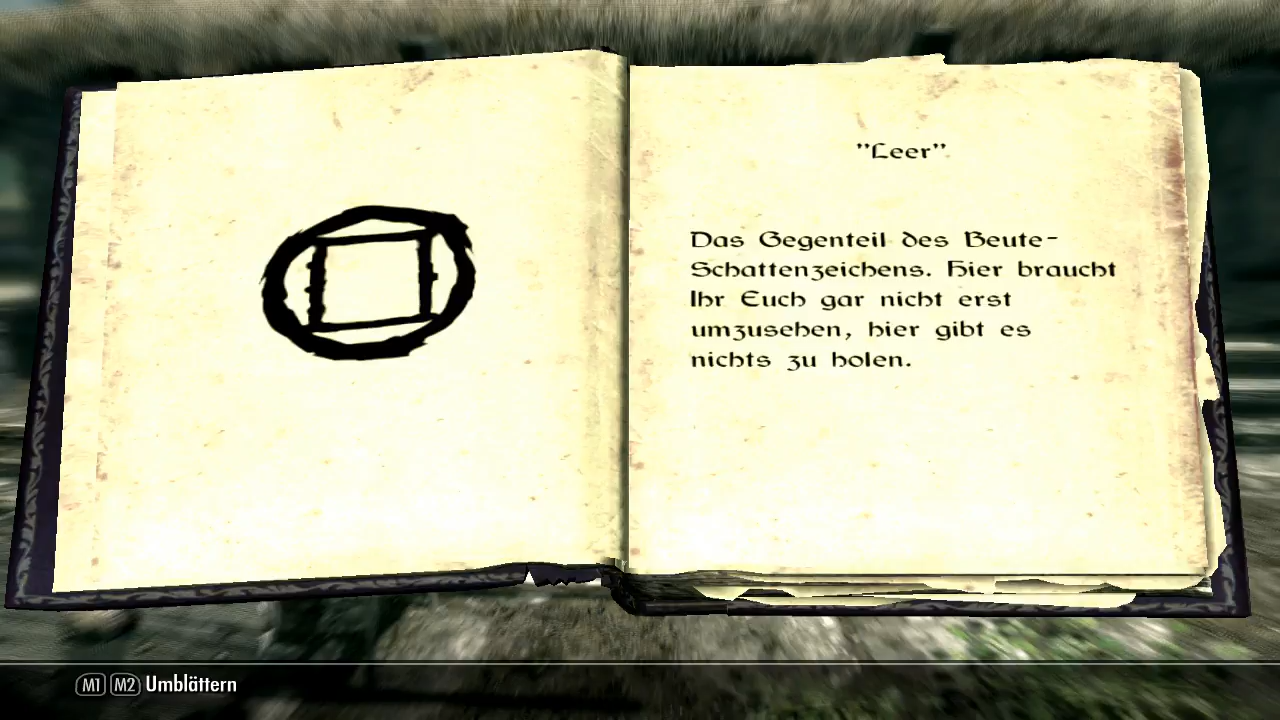 "Leer"
Das Gegenteil des Beute-
Schattenzeichens. Hier braucht
Ihr Euch gar nicht erst
umzusehen, hier gibt es
nichts zu holen.
M1 M2 Umblättern